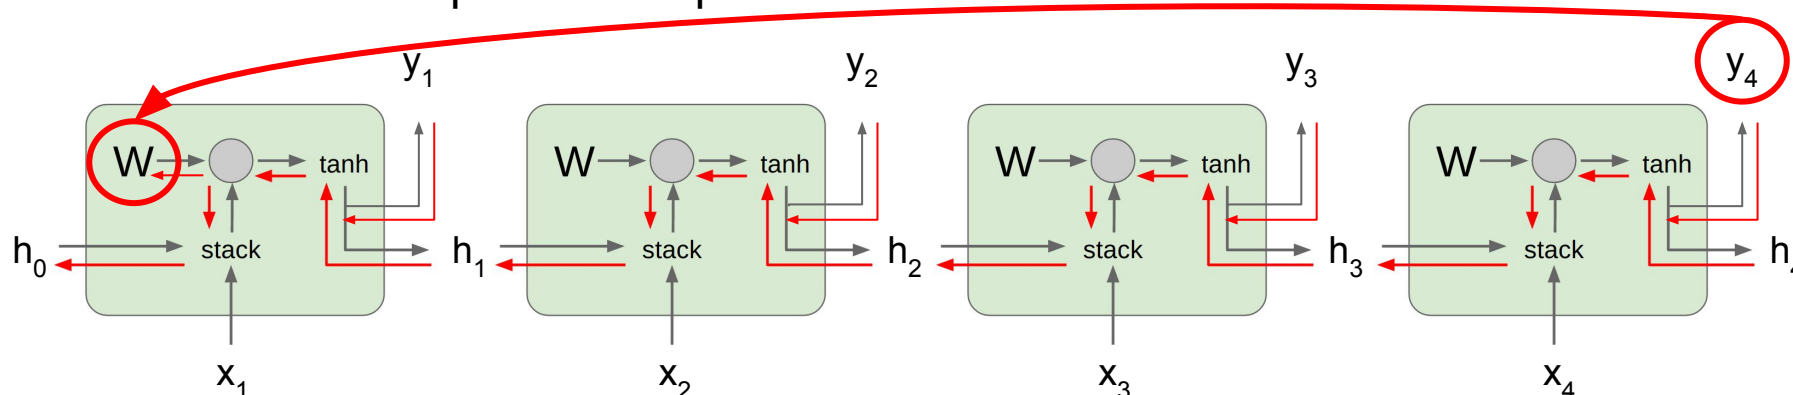 y1 y2 y3 y4
W tanh W tanh W tanh W tanh
h0 stack h1 stack h2 stack h3 stack
x1 x2 x3 x4